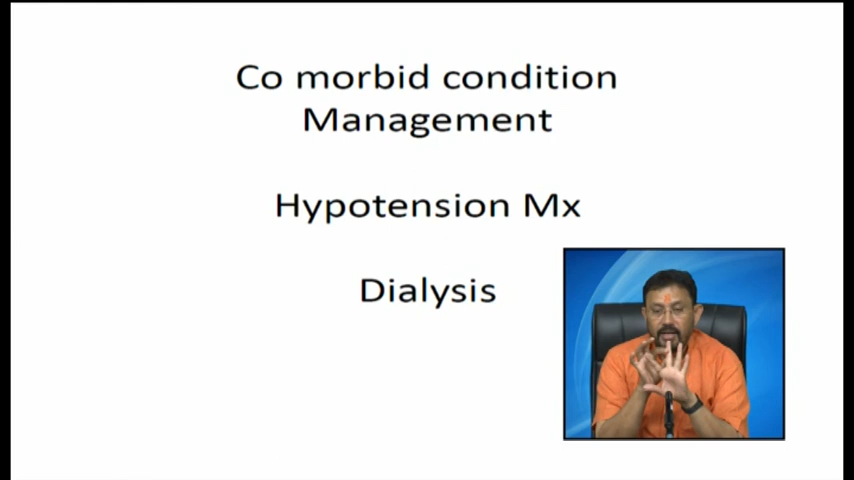 Co morbid condition
Management
Hypotension Mx
Dialysis